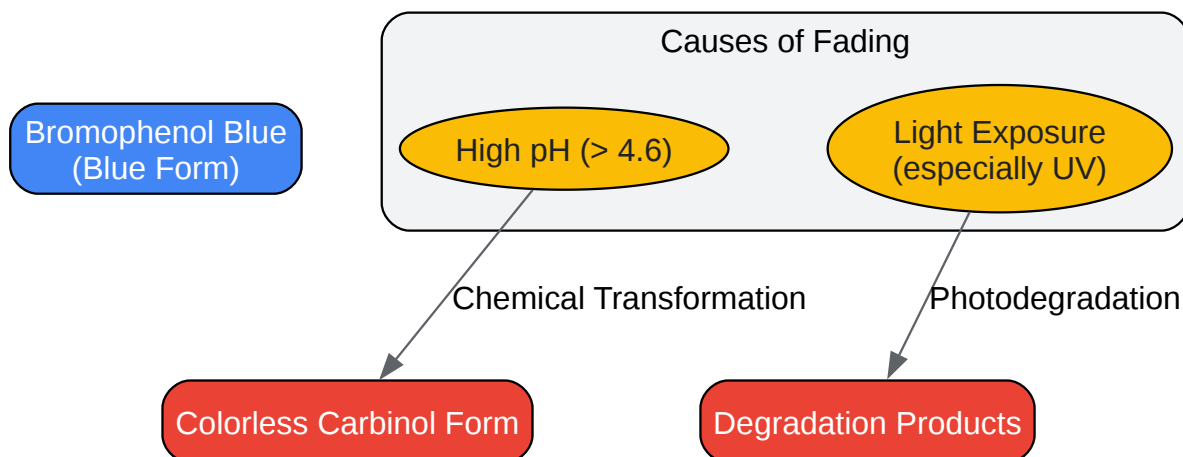 Causes of Fading
Bromophenol Blue
(Blue Form)
High pH (> 4.6)
Light Exposure
(especially UV)
Chemical Transformation
Photodegradation
Colorless Carbinol Form
Degradation Products